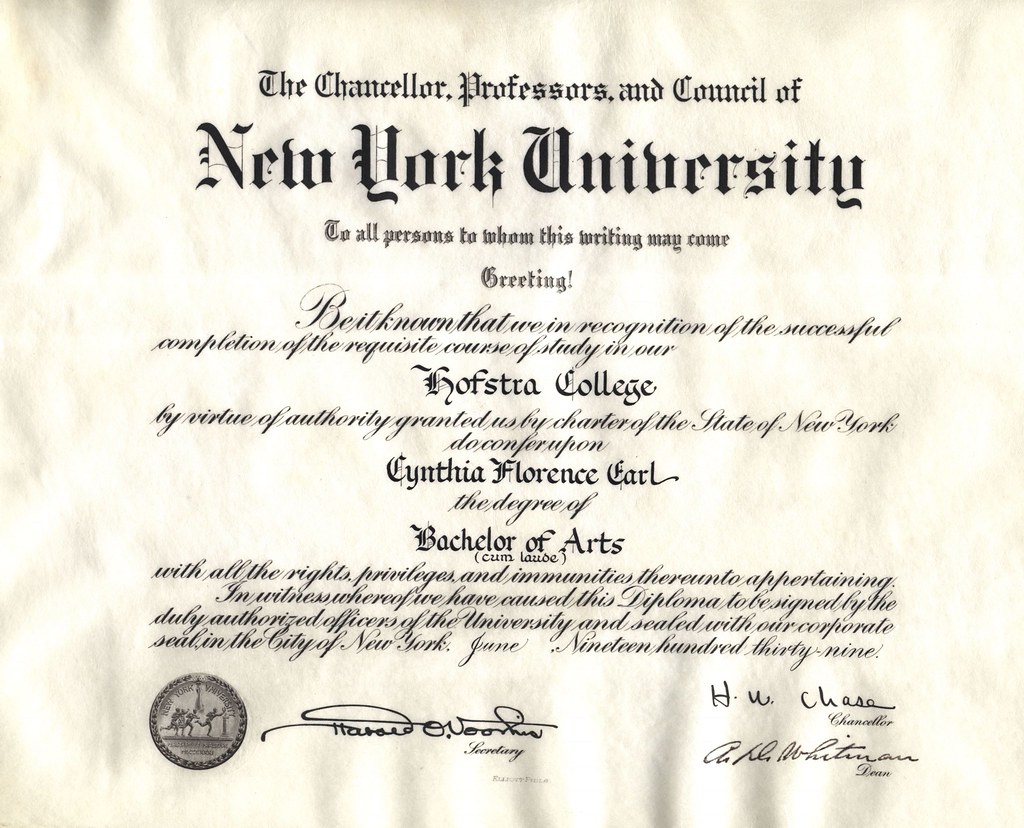 The Chancellor, Professors, and Council of
New York University
To all persons to whom this writing may come
Greeting!
Be it known that we in recognition of the successful
completion of the requisite course of study in our
Hofstra College
by virtue of authority granted us by charter of the State of New York
do confer upon
Cynthia Florence Earl
the degree of
Bachelor of Arts
(cum laude)
with all the rights, privileges, and immunities thereunto appertaining.
In witness whereof we have caused this Diploma to be signed by the
duly authorized officers of the University and sealed with our corporate
seal, in the City of New York. June Nineteen hundred thirty-nine.
NEW YORK UNIVERSITY
Harold O. Voorhis
Secretary
H. W. Chase
Chancellor
Whitman
Dean